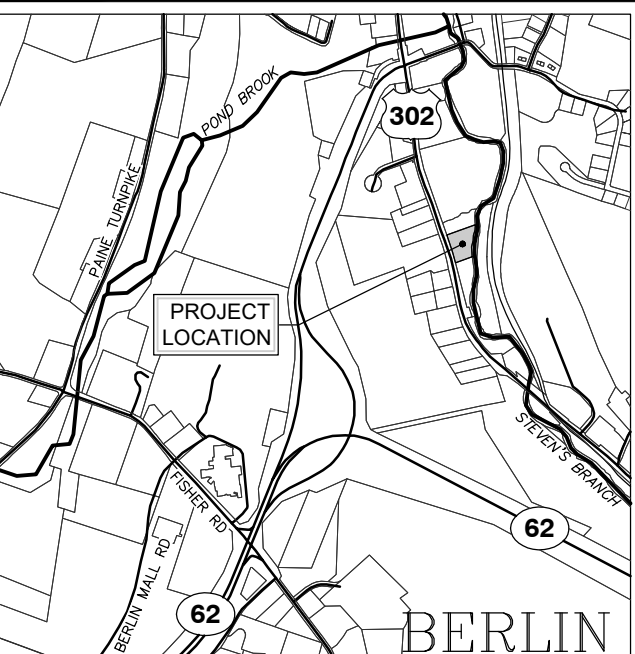 POND BROOK
302
PAINE TURNPIKE
PROJECT
LOCATION
STEVEN'S BRANCH
FISHER RD
62
BERLIN MALL RD
62
BERLIN